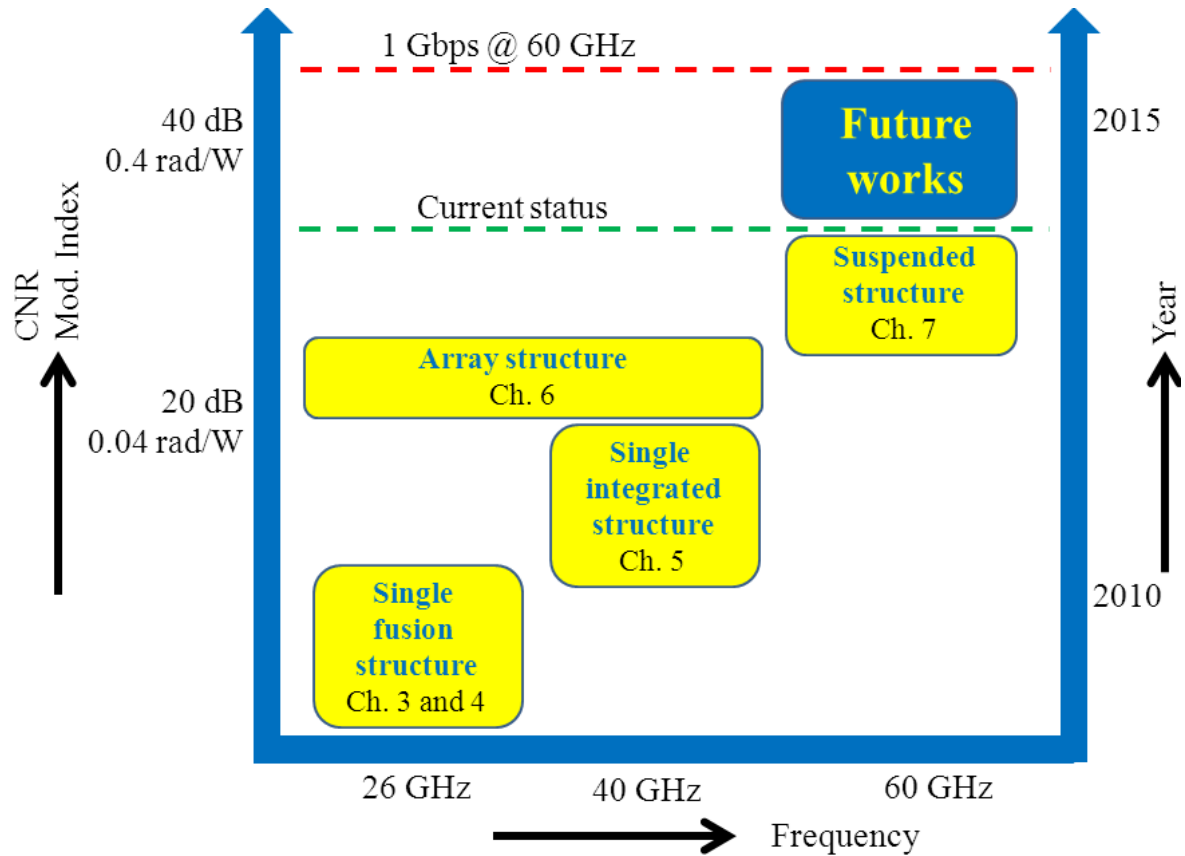 1 Gbps @ 60 GHz
40 dB
0.4 rad/W
Future
works
2015
Current status
Suspended
structure
Ch. 7
CNR
Mod. Index
Year
Array structure
Ch. 6
20 dB
0.04 rad/W
Single
integrated
structure
Ch. 5
2010
Single
fusion
structure
Ch. 3 and 4
26 GHz
40 GHz
60 GHz
Frequency